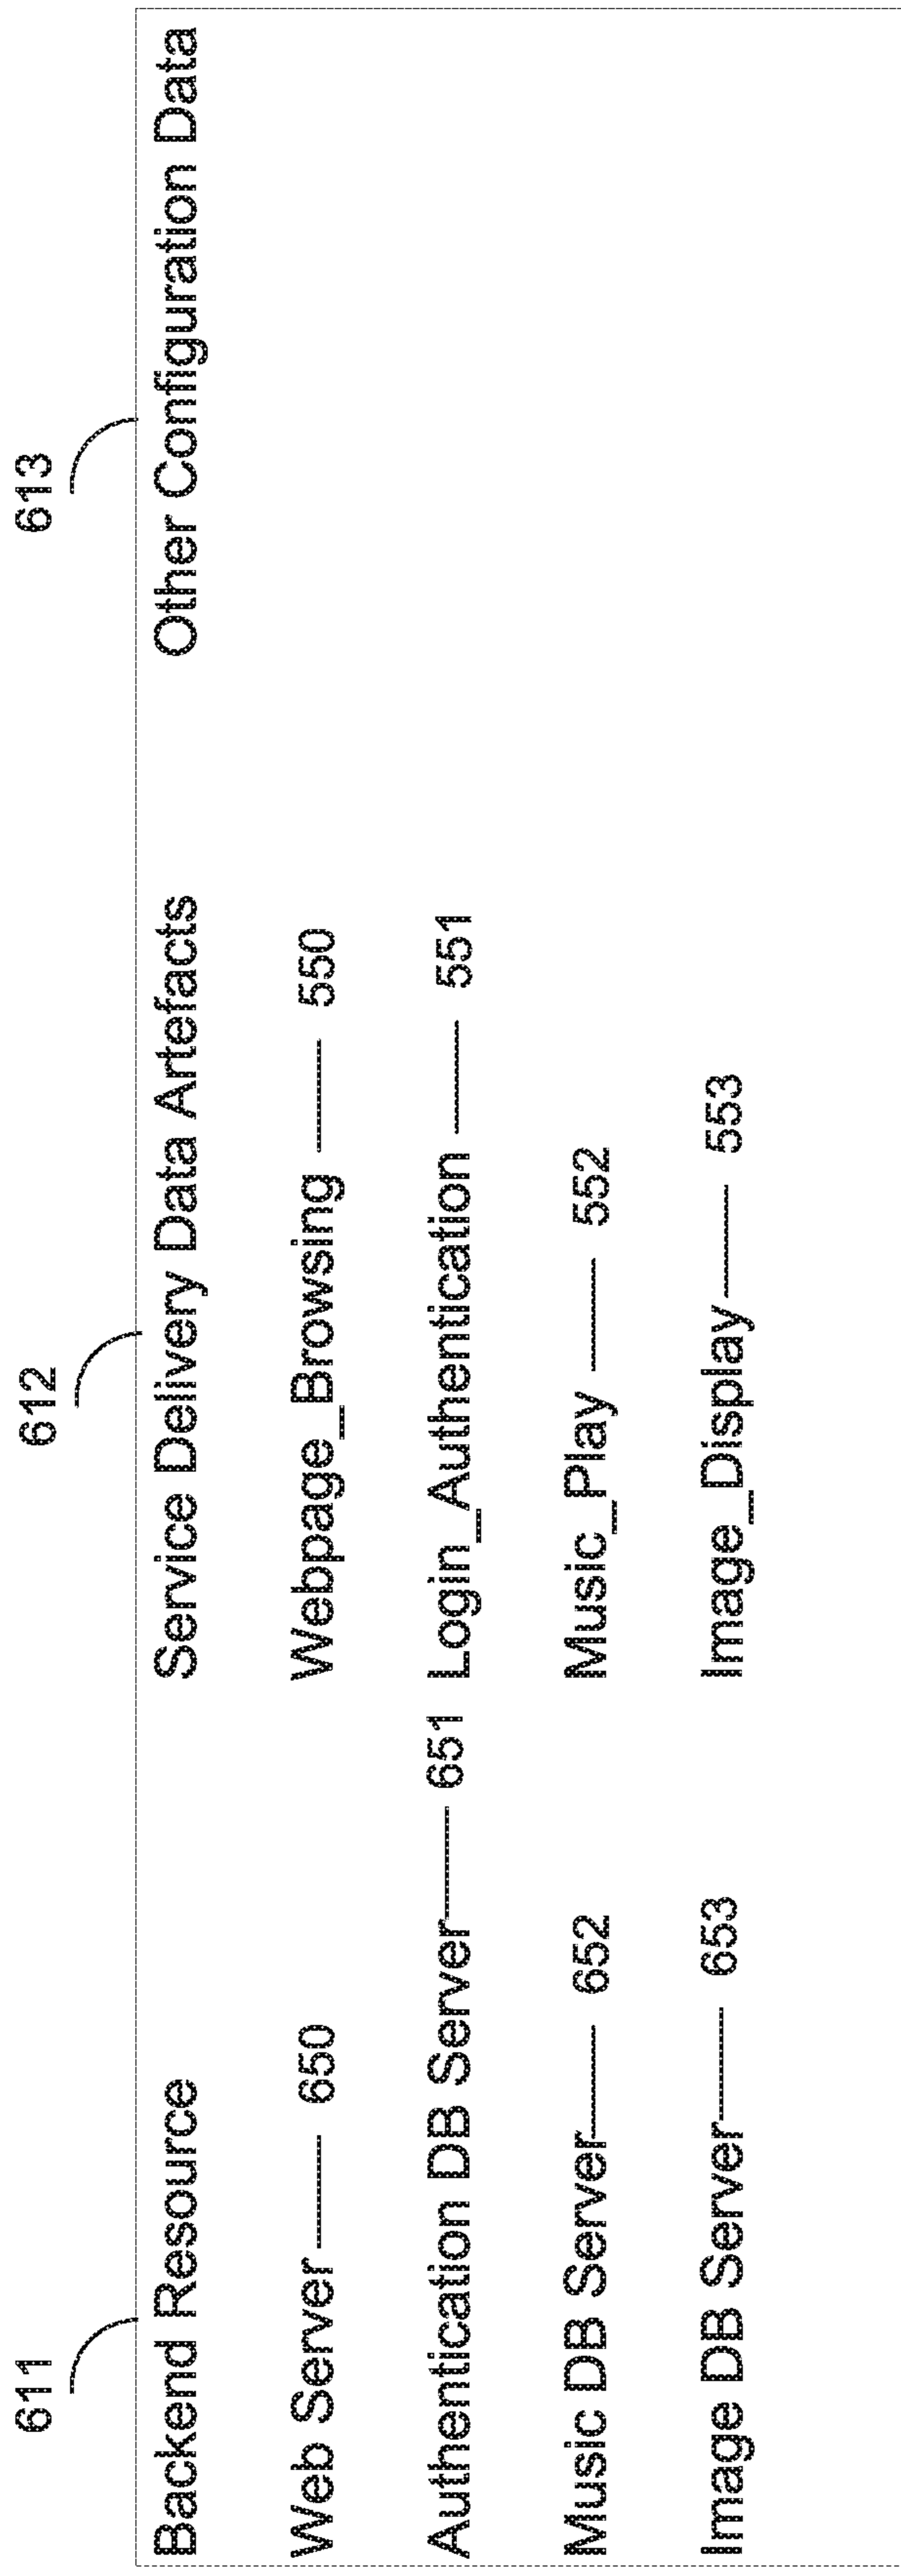 611 612 613
Backend Resource Service Delivery Data Artefacts Other Configuration Data
Web Server 650 Webpage_Browsing 550
Authentication DB Server 651 Login_Authentication 551
Music DB Server 652 Music_Play 552
Image DB Server 653 Image_Display 553